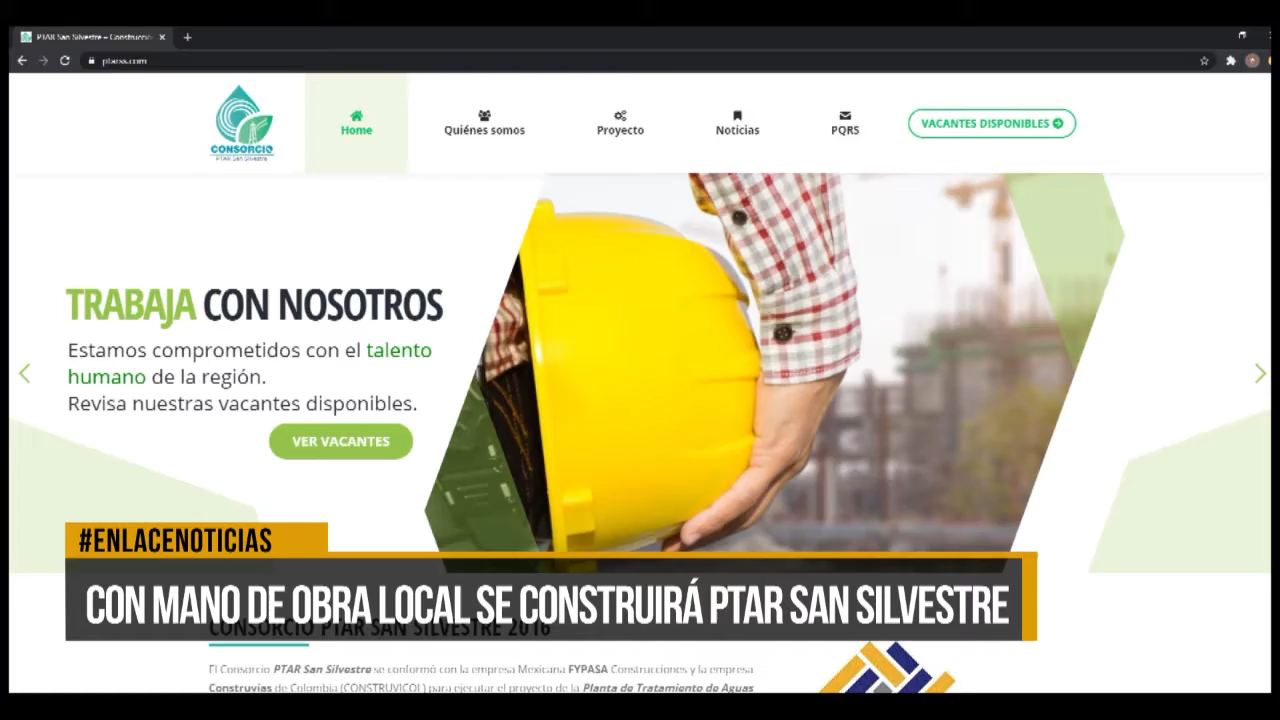 PTAR San Silvestre – Construcción
ptarss.com
CONSORCIO
PTAR San Silvestre
Home
Quiénes somos
Proyecto
Noticias
PQRS
VACANTES DISPONIBLES
TRABAJA CON NOSOTROS
Estamos comprometidos con el talento
humano de la región.
Revisa nuestras vacantes disponibles.
VER VACANTES
#ENLACENOTICIAS
CON MANO DE OBRA LOCAL SE CONSTRUIRÁ PTAR SAN SILVESTRE
CONSORCIO PTAR SAN SILVESTRE 2016
El Consorcio PTAR San Silvestre se conformó con la empresa Mexicana FYPASA Construcciones y la empresa
Construvias de Colombia (CONSTRUVICOL) para ejecutar el proyecto de la Planta de Tratamiento de Aguas